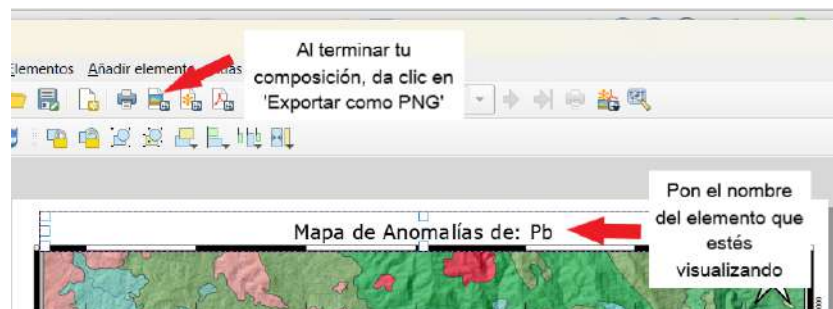 Elementos Añadir elemento
Al terminar tu
composición, da clic en
'Exportar como PNG'
Pon el nombre
del elemento que
estés
visualizando
Mapa de Anomalías de: Pb